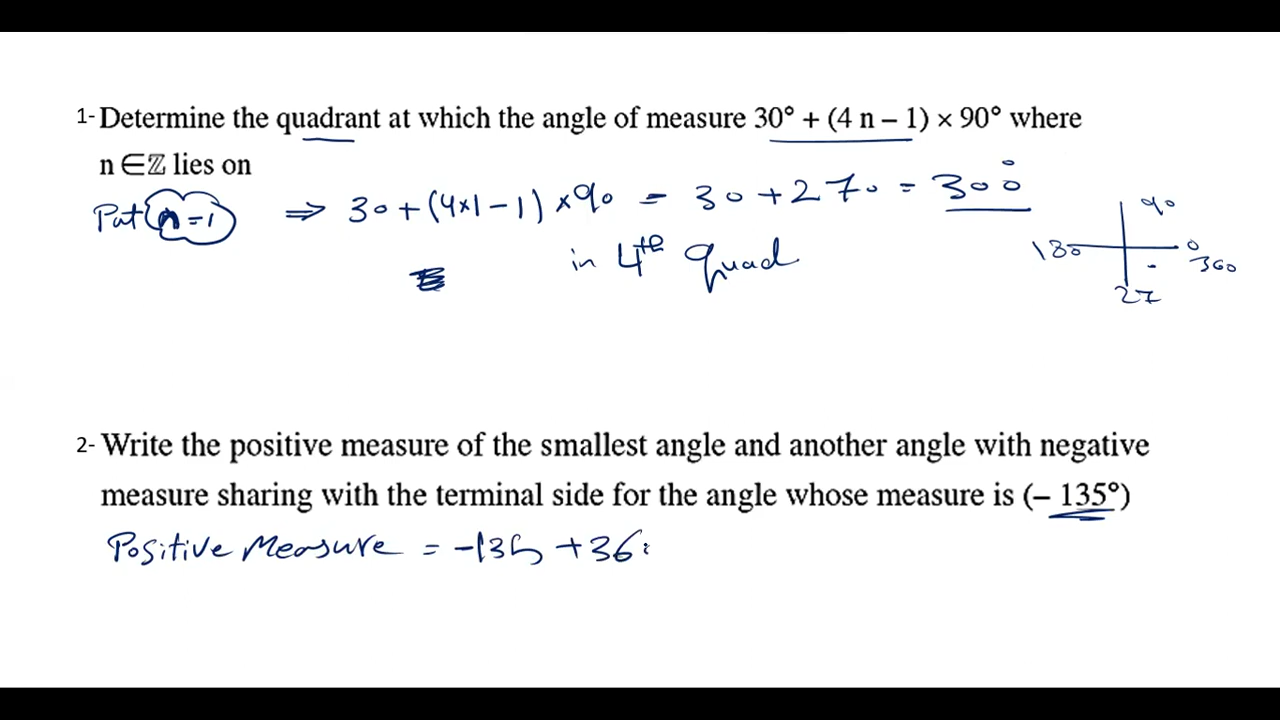 1- Determine the quadrant at which the angle of measure 30° + (4 n – 1) × 90° where
n ∈ ℤ lies on
Put n = 1 ⇒ 30 + (4×1 – 1) × 90 = 30 + 270 = 300°
in 4th quad
90
180 0
360
27
2- Write the positive measure of the smallest angle and another angle with negative
measure sharing with the terminal side for the angle whose measure is (– 135°)
Positive Measure = -135 + 36